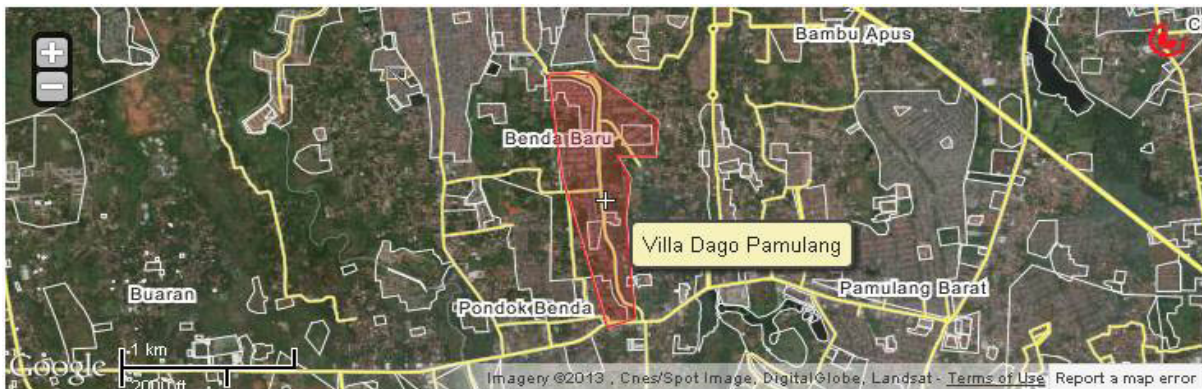 Bambu Apus
Benda Baru
Villa Dago Pamulang
Buaran
Pondok Benda
Pamulang Barat
1 km
2000 ft
Google
Imagery ©2013 , Cnes/Spot Image, DigitalGlobe, Landsat - Terms of Use Report a map error